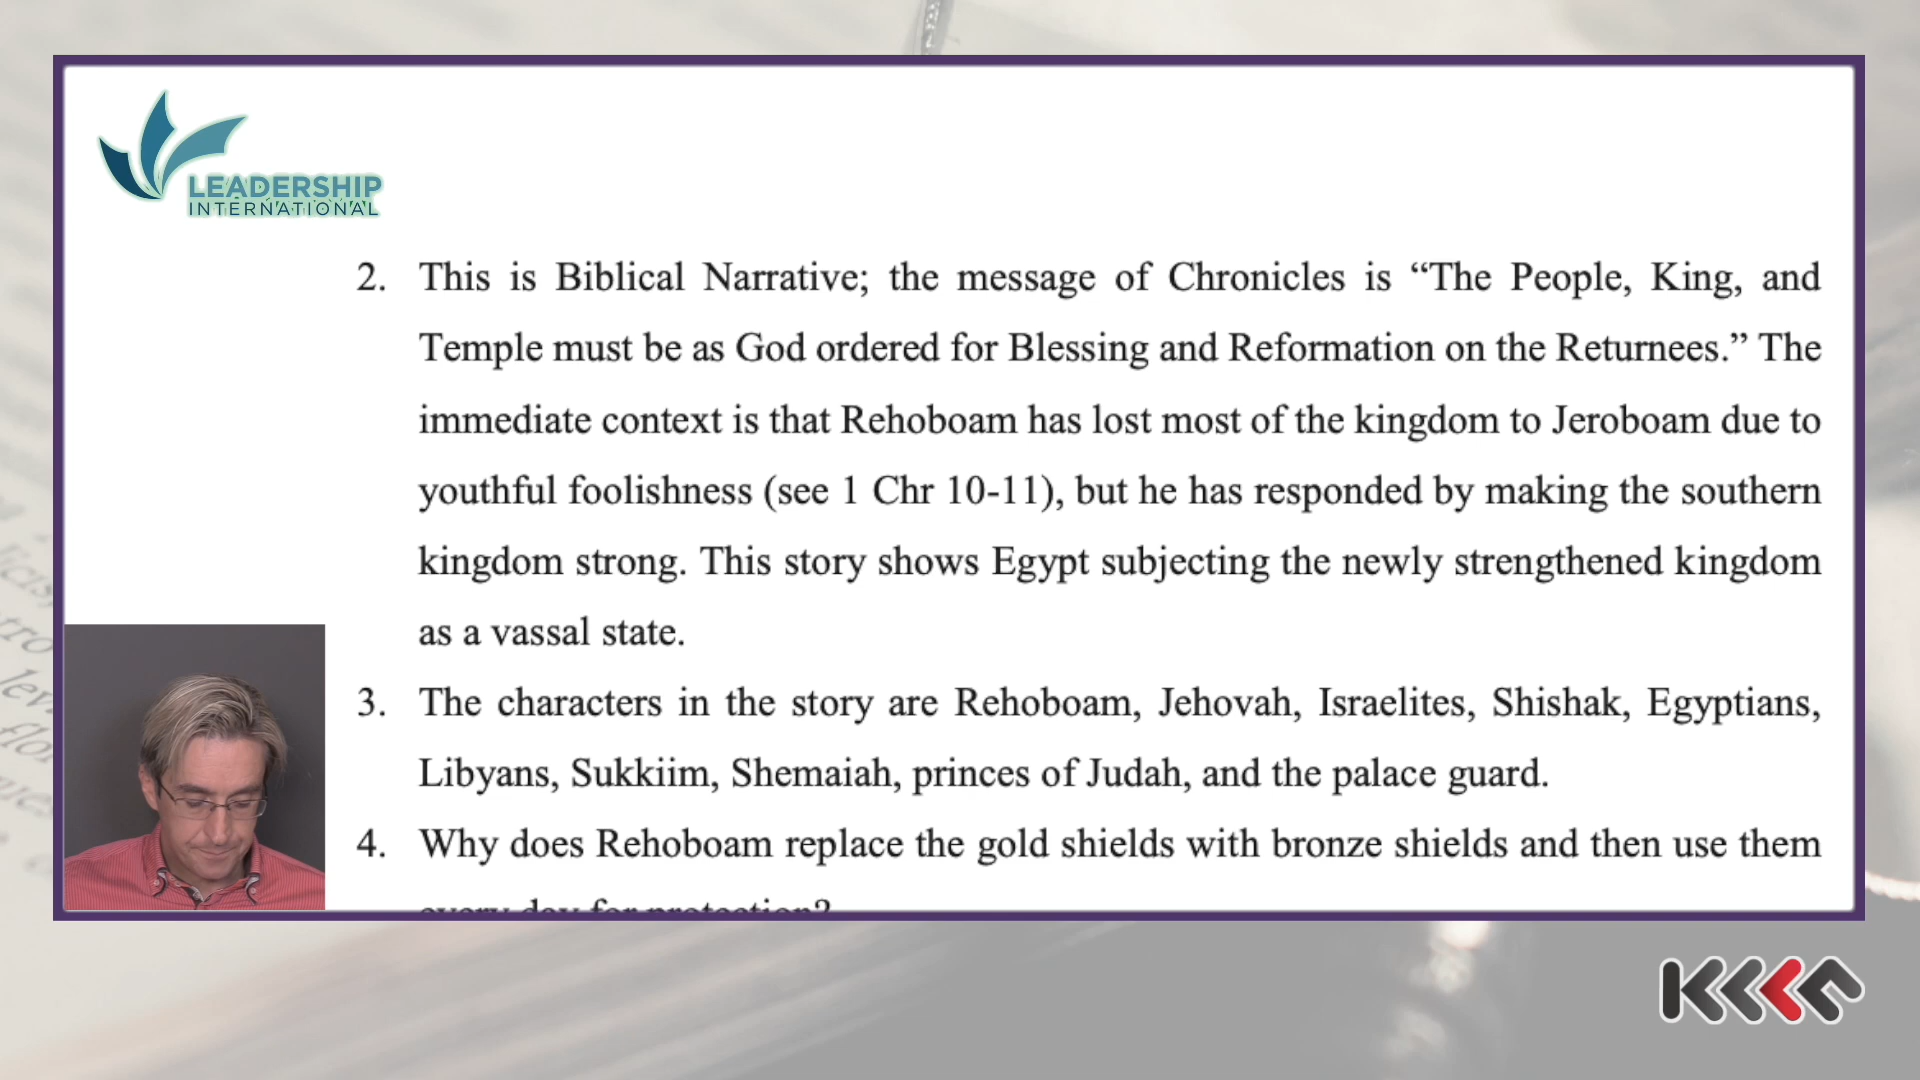 LEADERSHIP
INTERNATIONAL
2. This is Biblical Narrative; the message of Chronicles is “The People, King, and
Temple must be as God ordered for Blessing and Reformation on the Returnees.” The
immediate context is that Rehoboam has lost most of the kingdom to Jeroboam due to
youthful foolishness (see 1 Chr 10-11), but he has responded by making the southern
kingdom strong. This story shows Egypt subjecting the newly strengthened kingdom
as a vassal state.
3. The characters in the story are Rehoboam, Jehovah, Israelites, Shishak, Egyptians,
Libyans, Sukkiim, Shemaiah, princes of Judah, and the palace guard.
4. Why does Rehoboam replace the gold shields with bronze shields and then use them
every day for protection?